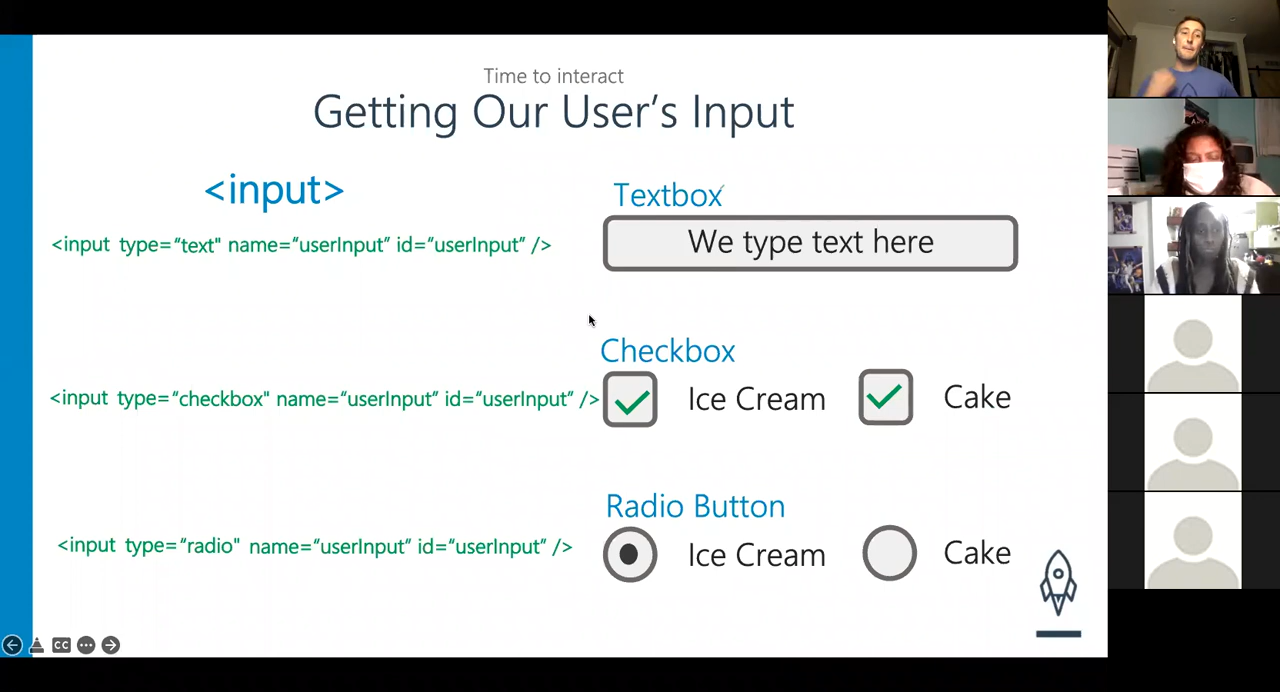 Time to interact
Getting Our User’s Input
<input>
Textbox
<input type=“text" name=“userInput” id=“userInput” />
We type text here
Checkbox
<input type=“checkbox" name=“userInput” id=“userInput” />
Ice Cream
Cake
Radio Button
<input type=“radio" name=“userInput” id=“userInput” />
Ice Cream
Cake
CC